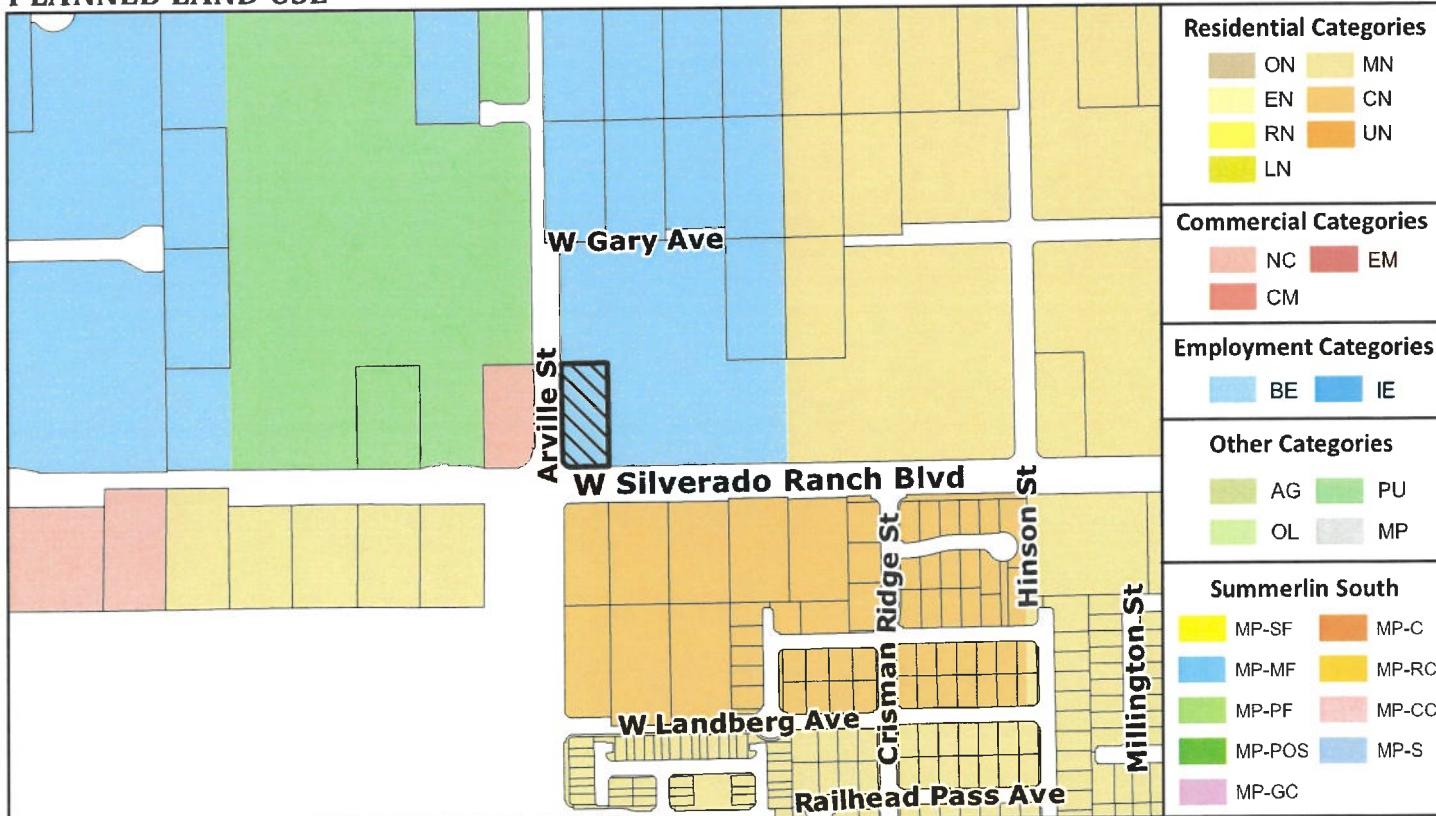 PLANNED LAND USE
W Gary Ave
Arville St
W Silverado Ranch Blvd
Crisman Ridge St
Hinson St
Millington St
W Landberg Ave
Railhead Pass Ave
Residential Categories
ON MN
EN CN
RN UN
LN
Commercial Categories
NC EM
CM
Employment Categories
BE IE
Other Categories
AG PU
OL MP
Summerlin South
MP-SF MP-C
MP-MF MP-RC
MP-PF MP-CC
MP-POS MP-S
MP-GC